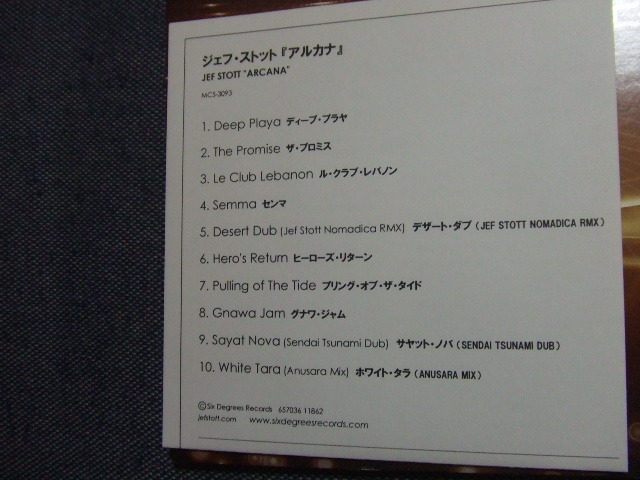 ジェフ・ストット『アルカナ』
JEF STOTT "ARCANA"
MCS-3093
1. Deep Playa ディープ・プラヤ
2. The Promise ザ・プロミス
3. Le Club Lebanon ル・クラブ・レバノン
4. Semma センマ
5. Desert Dub (Jef Stott Nomadica RMX) デザート・ダブ (JEF STOTT NOMADICA RMX)
6. Hero's Return ヒーローズ・リターン
7. Pulling of The Tide プリング・オブ・ザ・タイド
8. Gnawa Jam グナワ・ジャム
9. Sayat Nova (Sendai Tsunami Dub) サヤット・ノバ (SENDAI TSUNAMI DUB)
10. White Tara (Anusara Mix) ホワイト・タラ (ANUSARA MIX)
©Six Degrees Records 657036 11862
jefstott.com www.sixdegreesrecords.com